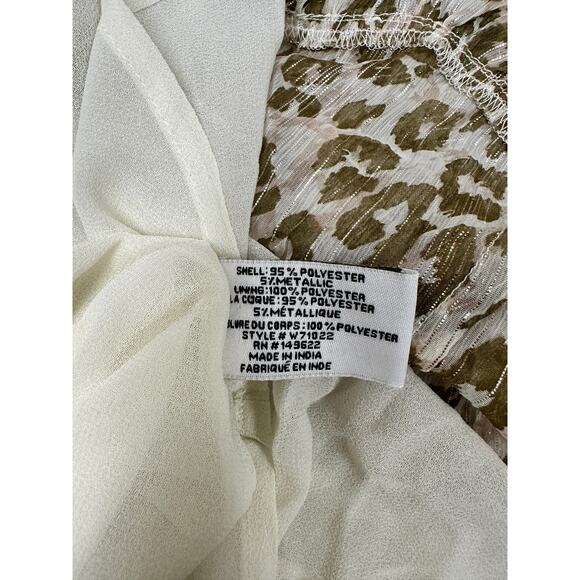 SHELL: 95% POLYESTER
5% METALLIC
LINING: 100% POLYESTER
LA COQUE: 95% POLYESTER
5% MÉTALLIQUE
DU CORPS: 100% POLYESTER
STYLE # W71022
RN # 149622
MADE IN INDIA
FABRIQUÉ EN INDE